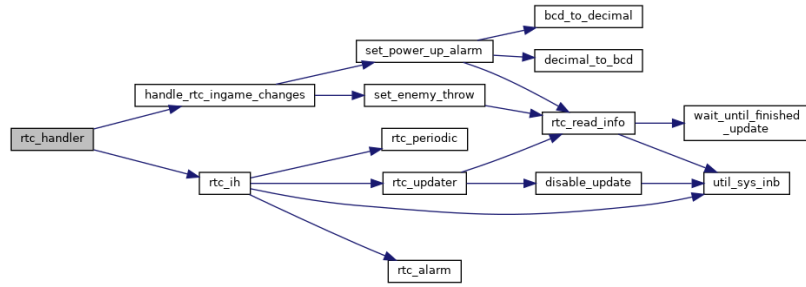 bcd_to_decimal
set_power_up_alarm
decimal_to_bcd
handle_rtc_ingame_changes
set_enemy_throw
wait_until_finished
_update
rtc_read_info
rtc_handler
rtc_periodic
rtc_ih
rtc_updater
disable_update
util_sys_inb
rtc_alarm